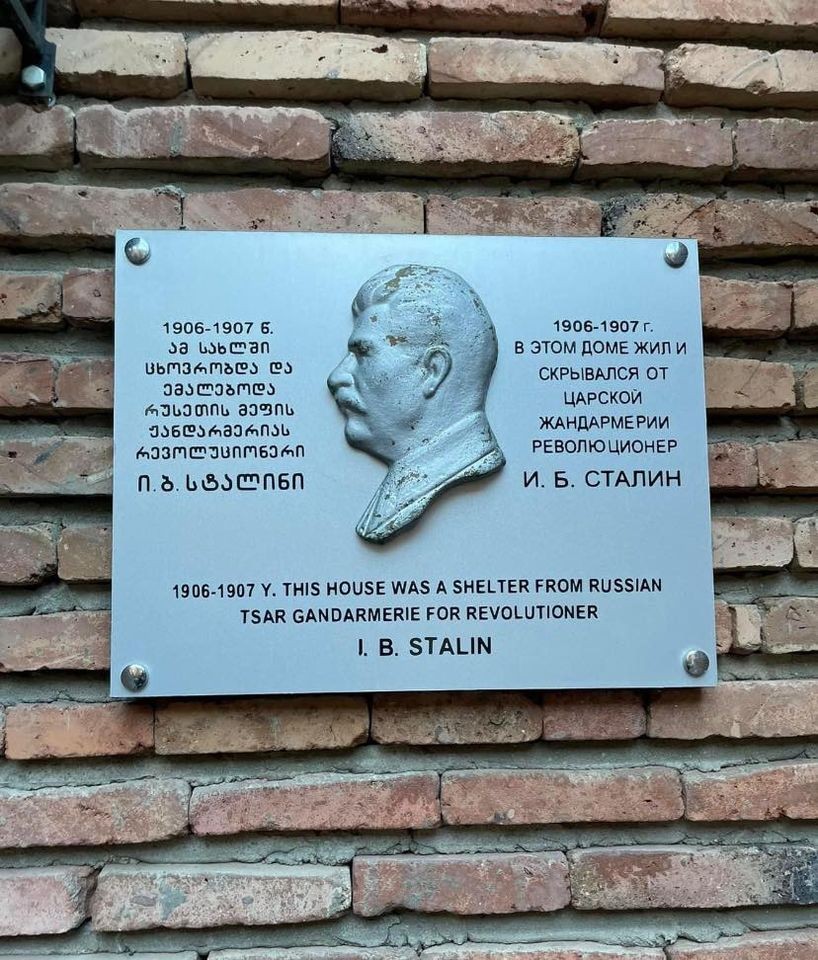 1906-1907 წ.
ამ სახლში
ცხოვრობდა და
ემალებოდა
რუსეთის მეფის
ჟანდარმერიას
რევოლუციონერი
ი. ბ. სტალინი
1906-1907 г.
В ЭТОМ ДОМЕ ЖИЛ И
СКРЫВАЛСЯ ОТ
ЦАРСКОЙ
ЖАНДАРМЕРИИ
РЕВОЛЮЦИОНЕР
И. Б. СТАЛИН
1906-1907 Y. THIS HOUSE WAS A SHELTER FROM RUSSIAN
TSAR GANDARMERIE FOR REVOLUTIONER
I. B. STALIN